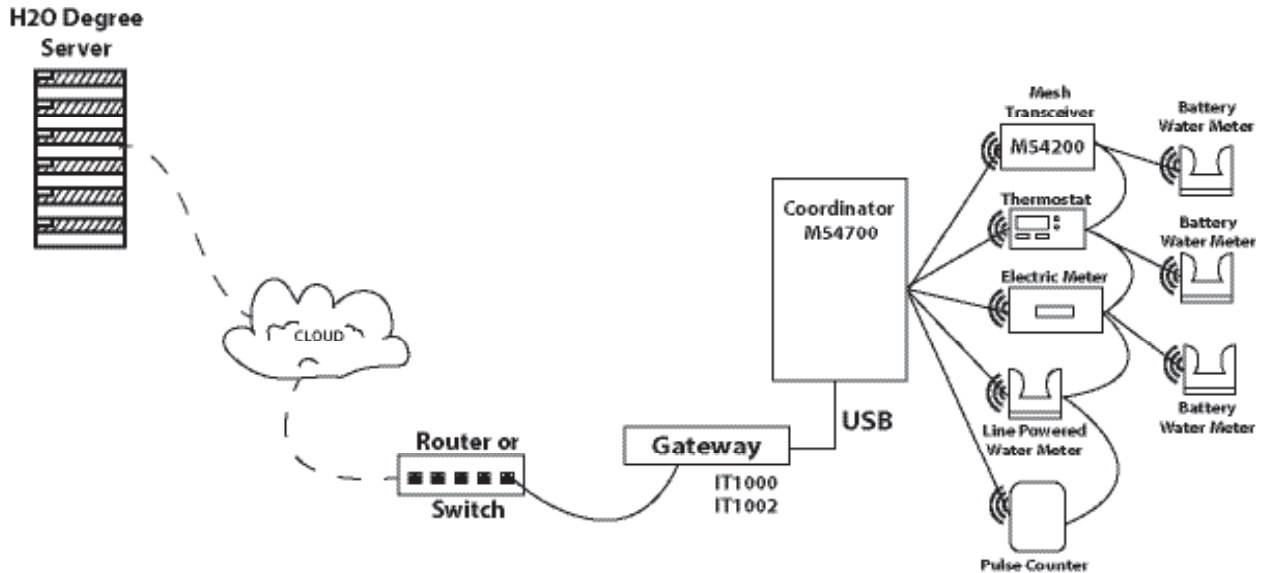 H2O Degree
Server
CLOUD
Router or
Switch
Gateway
IT1000
IT1002
USB
Coordinator
M54700
Mesh
Transceiver
M54200
Thermostat
Electric Meter
Line Powered
Water Meter
Pulse Counter
Battery
Water Meter
Battery
Water Meter
Battery
Water Meter